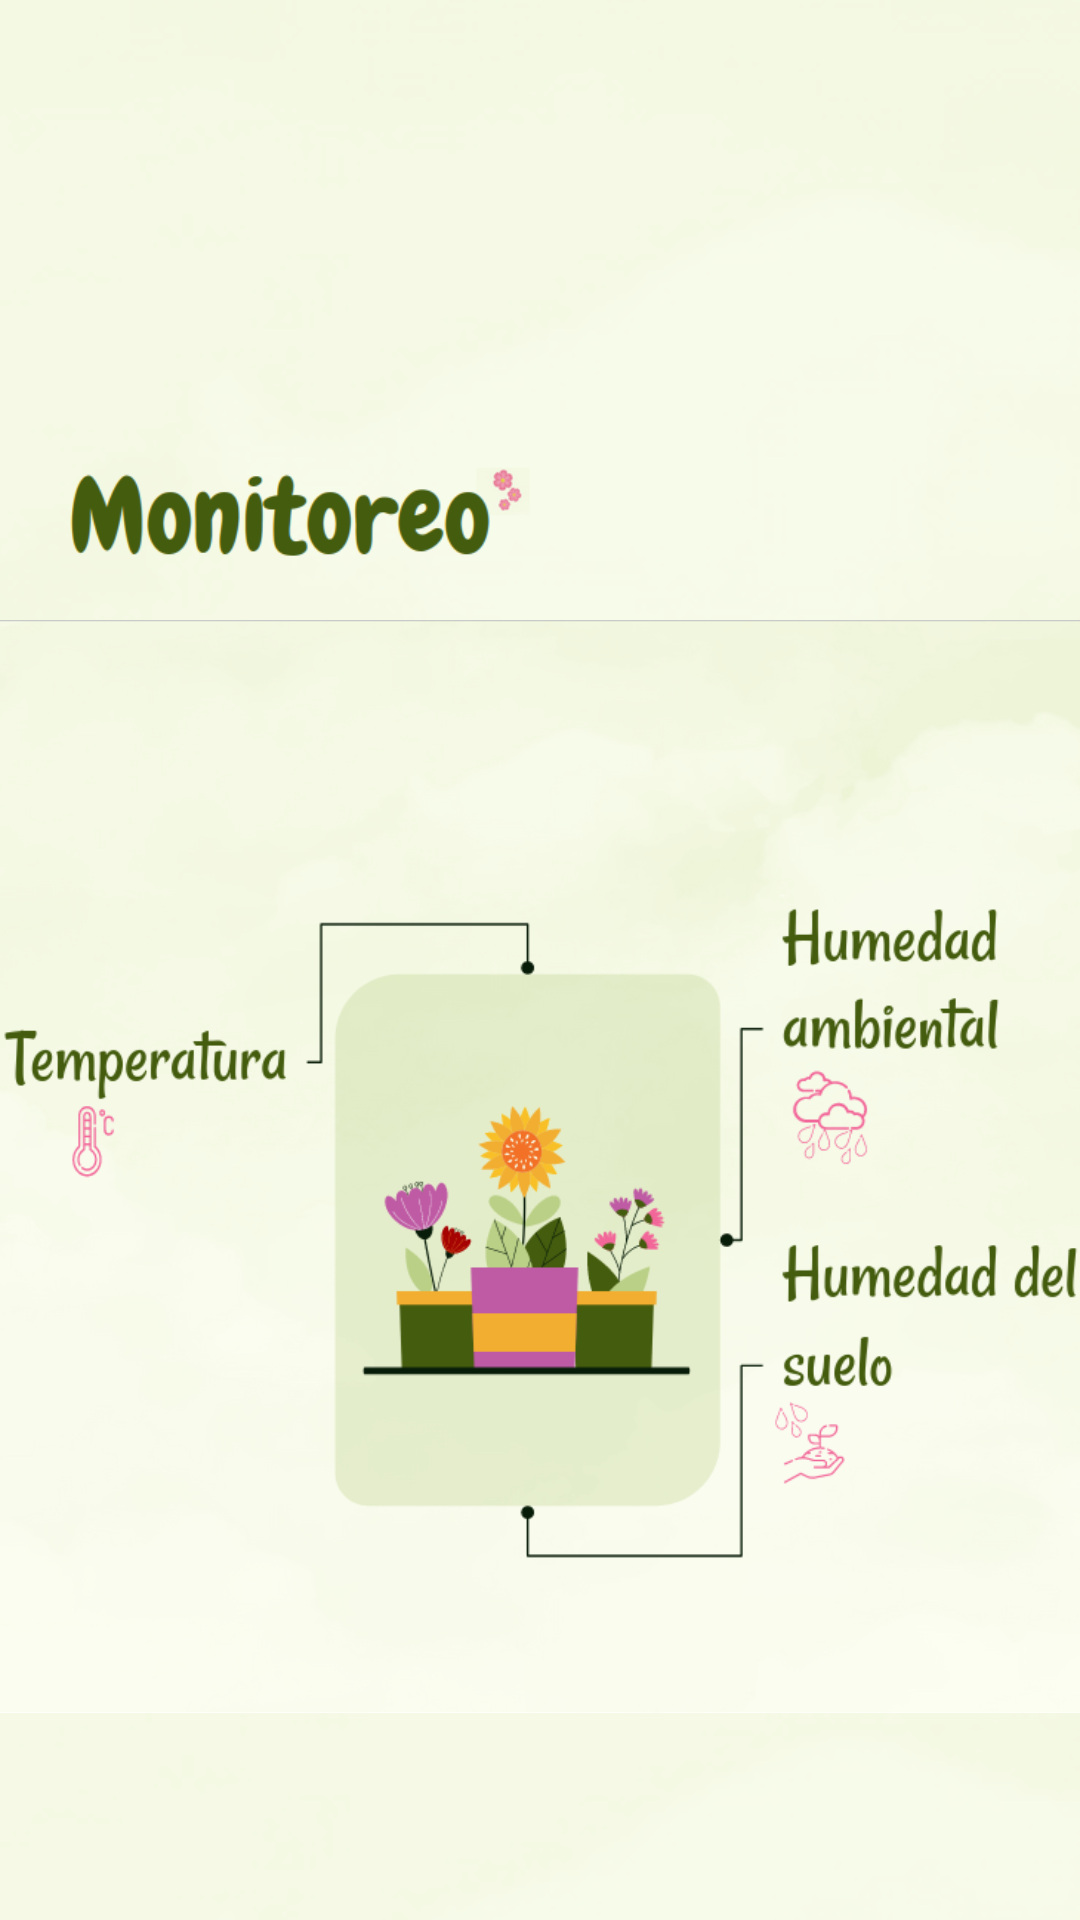 Monitoreo
Temperatura
°C
Humedad
ambiental
Humedad del
suelo